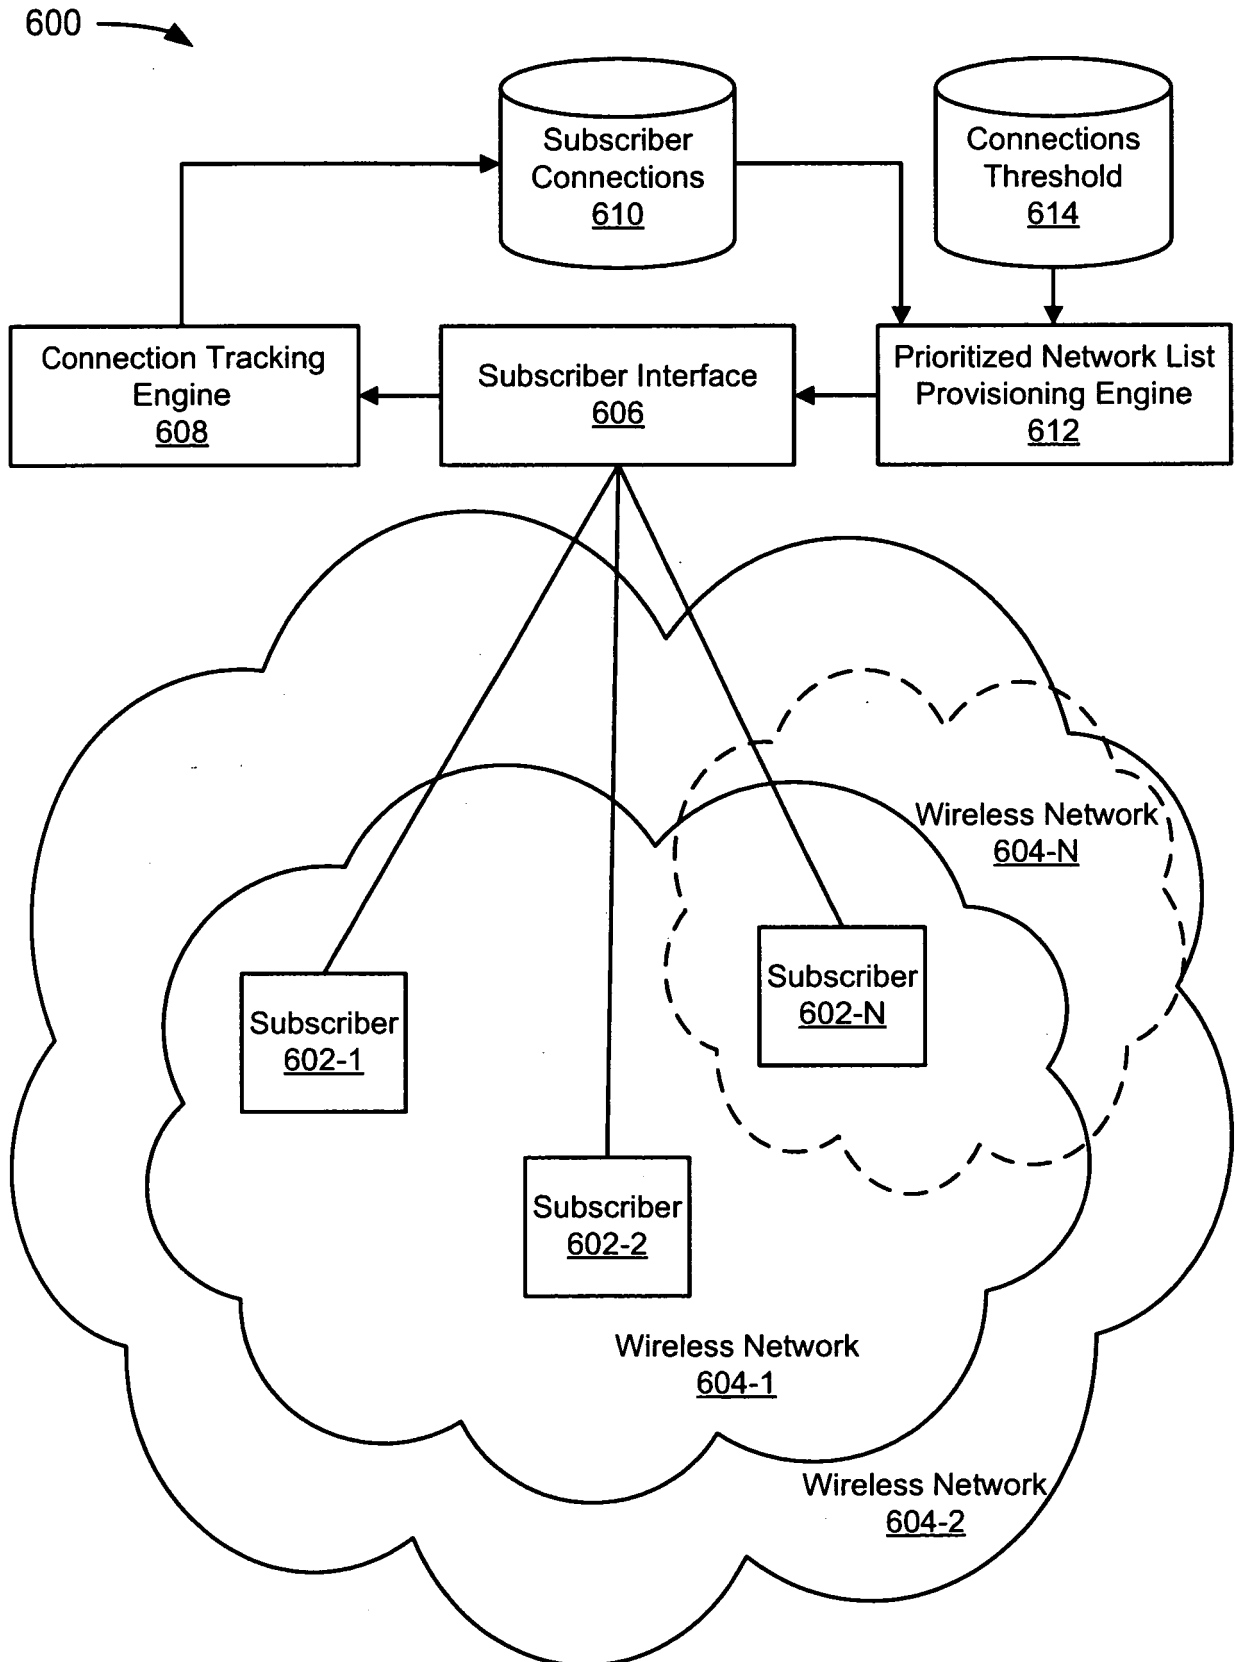 600
Subscriber
Connections
610
Connections
Threshold
614
Connection Tracking
Engine
608
Subscriber Interface
606
Prioritized Network List
Provisioning Engine
612
Wireless Network
604-N
Subscriber
602-N
Subscriber
602-1
Subscriber
602-2
Wireless Network
604-1
Wireless Network
604-2